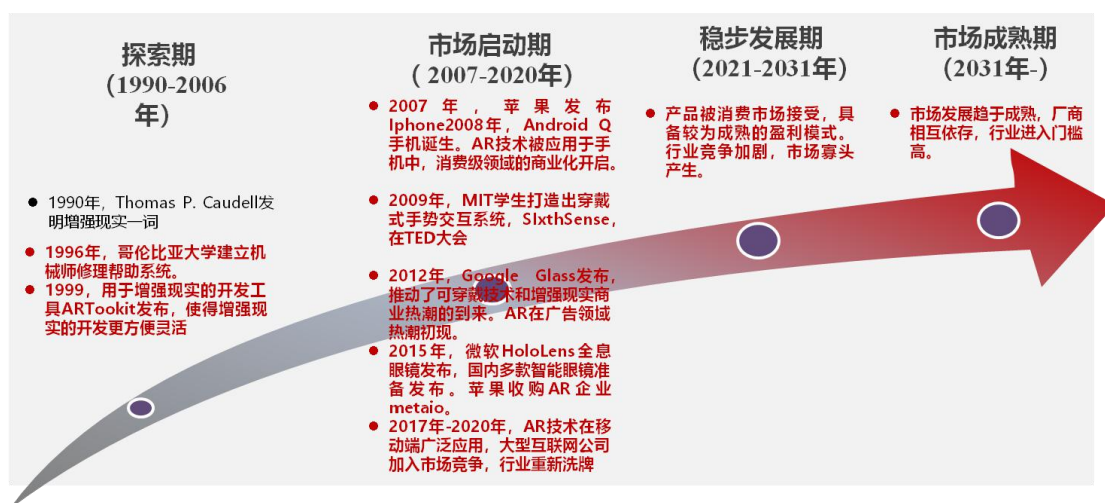 探索期
（1990-2006
年）
1990年，Thomas P. Caudell发
明增强现实一词
1996年，哥伦比亚大学建立机
械师修理帮助系统。
1999，用于增强现实的开发工
具ARTookit发布，使得增强现
实的开发更方便灵活
市场启动期
（ 2007-2020年）
2007年，苹果发布
Iphone2008年，Android Q
手机诞生。AR技术被应用于手
机中，消费级领域的商业化开启。
2009年，MIT学生打造出穿戴
式手势交互系统，SIxthSense，
在TED大会
2012年，Google Glass发布，
推动了可穿戴技术和增强现实商
业热潮的到来。AR在广告领域
热潮初现。
2015年，微软HoloLens全息
眼镜发布，国内多款智能眼镜准
备发布。苹果收购AR企业
metaio。
2017年-2020年，AR技术在移
动端广泛应用，大型互联网公司
加入市场竞争，行业重新洗牌
稳步发展期
（2021-2031年）
产品被消费市场接受，具
备较为成熟的盈利模式。
行业竞争加剧，市场寡头
产生。
市场成熟期
（2031年-）
市场发展趋于成熟，厂商
相互依存，行业进入门槛
高。